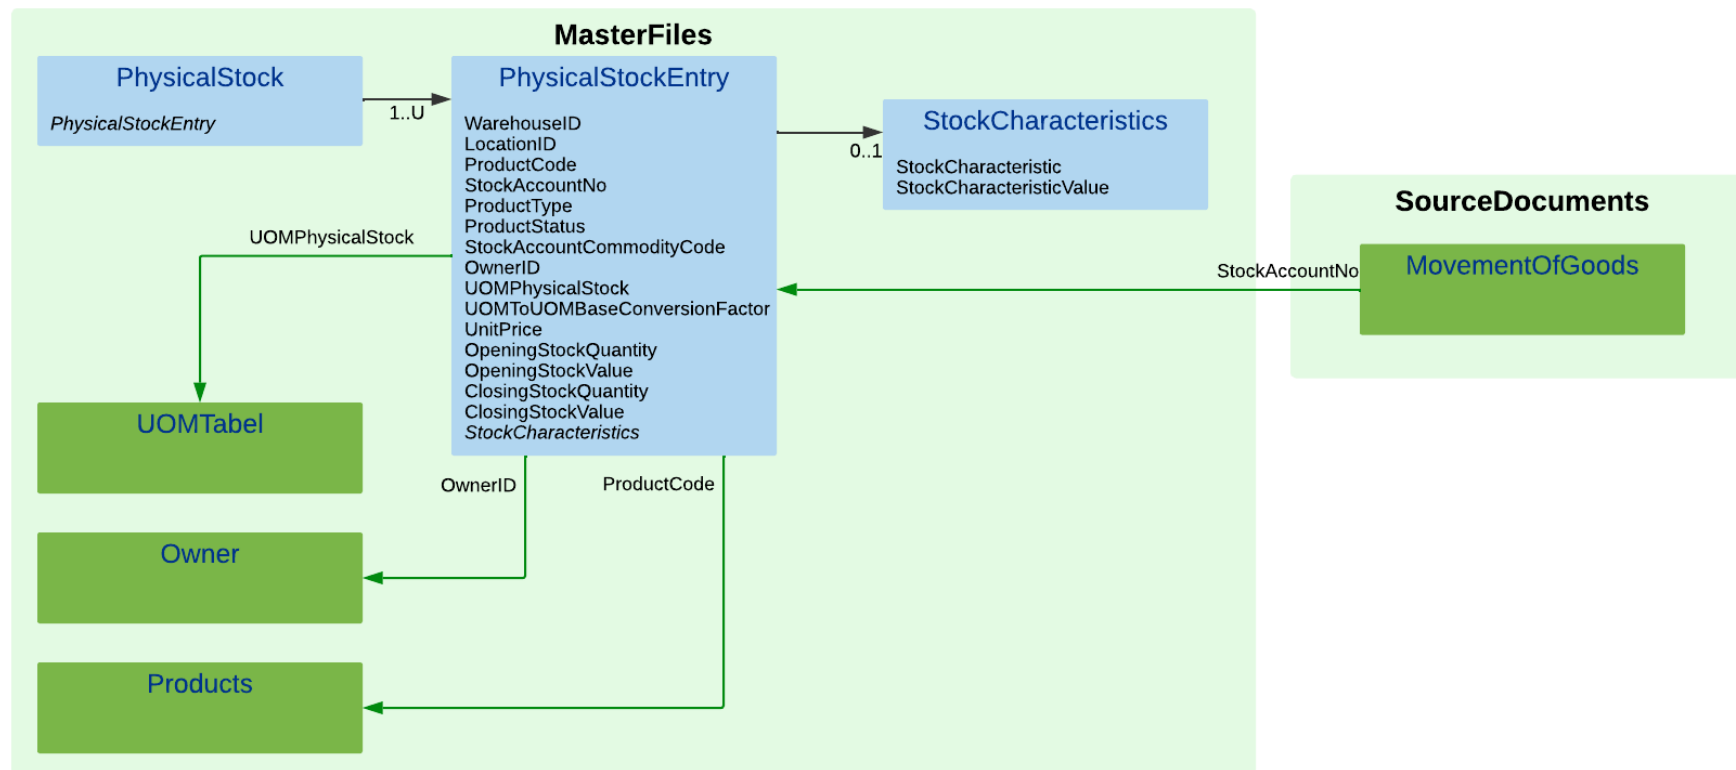 MasterFiles
PhysicalStock
PhysicalStockEntry
1..U
PhysicalStockEntry
WarehouseID
LocationID
ProductCode
StockAccountNo
ProductType
ProductStatus
StockAccountCommodityCode
OwnerID
UOMPhysicalStock
UOMToUOMBaseConversionFactor
UnitPrice
OpeningStockQuantity
OpeningStockValue
ClosingStockQuantity
ClosingStockValue
StockCharacteristics
0..1
StockCharacteristics
StockCharacteristic
StockCharacteristicValue
SourceDocuments
MovementOfGoods
StockAccountNo
UOMPhysicalStock
UOMTabel
OwnerID
ProductCode
Owner
Products